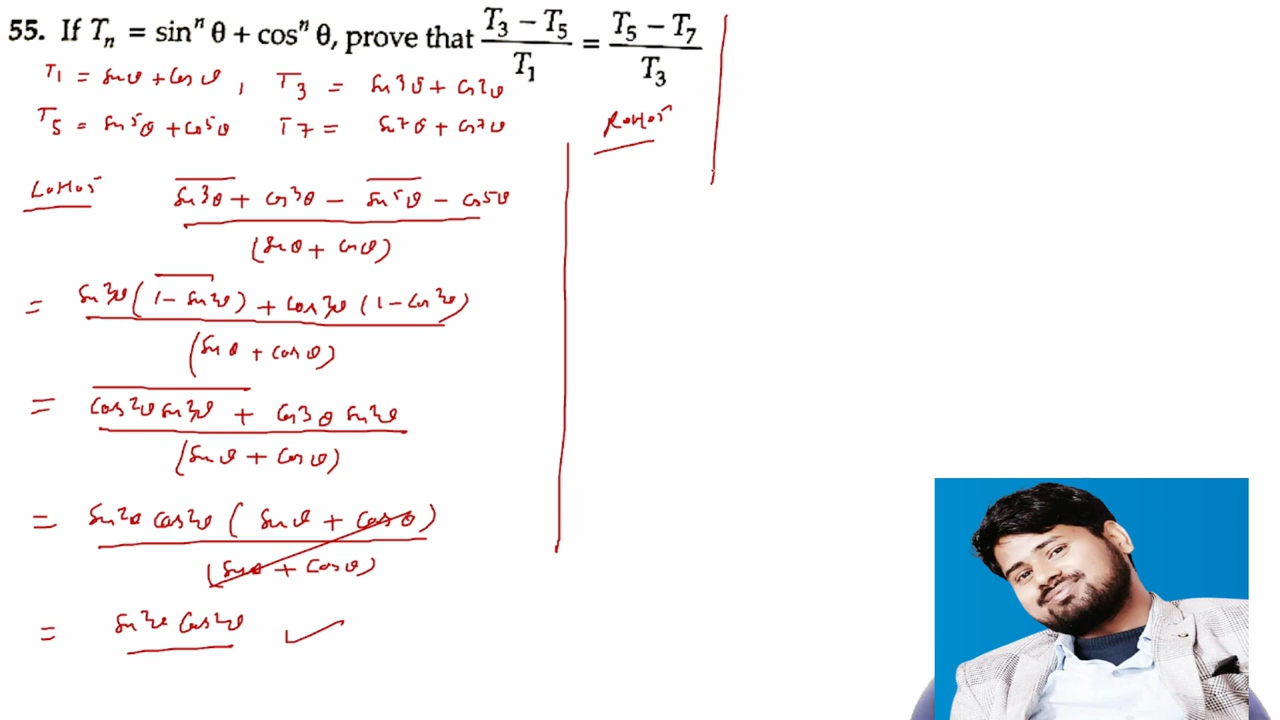 55. If Tₙ = sinⁿ θ + cosⁿ θ, prove that (T₃ − T₅)/T₁ = (T₅ − T₇)/T₃
T₁ = sinθ + cosθ, T₃ = sin³θ + cos³θ
T₅ = sin⁵θ + cos⁵θ T₇ = sin⁷θ + cos⁷θ
R.H.S
L.H.S (sin³θ + cos³θ − sin⁵θ − cos5θ)/(sinθ + cosθ)
= (sin³θ(1 − sin²θ) + cos³θ(1 − cos²θ))/(sinθ + cosθ)
= (cos²θ sin³θ + cos³θ sin²θ)/(sinθ + cosθ)
= (sin²θ cos²θ (sinθ + cosθ))/(sinθ + cosθ)
= sin²θ cos²θ ✓